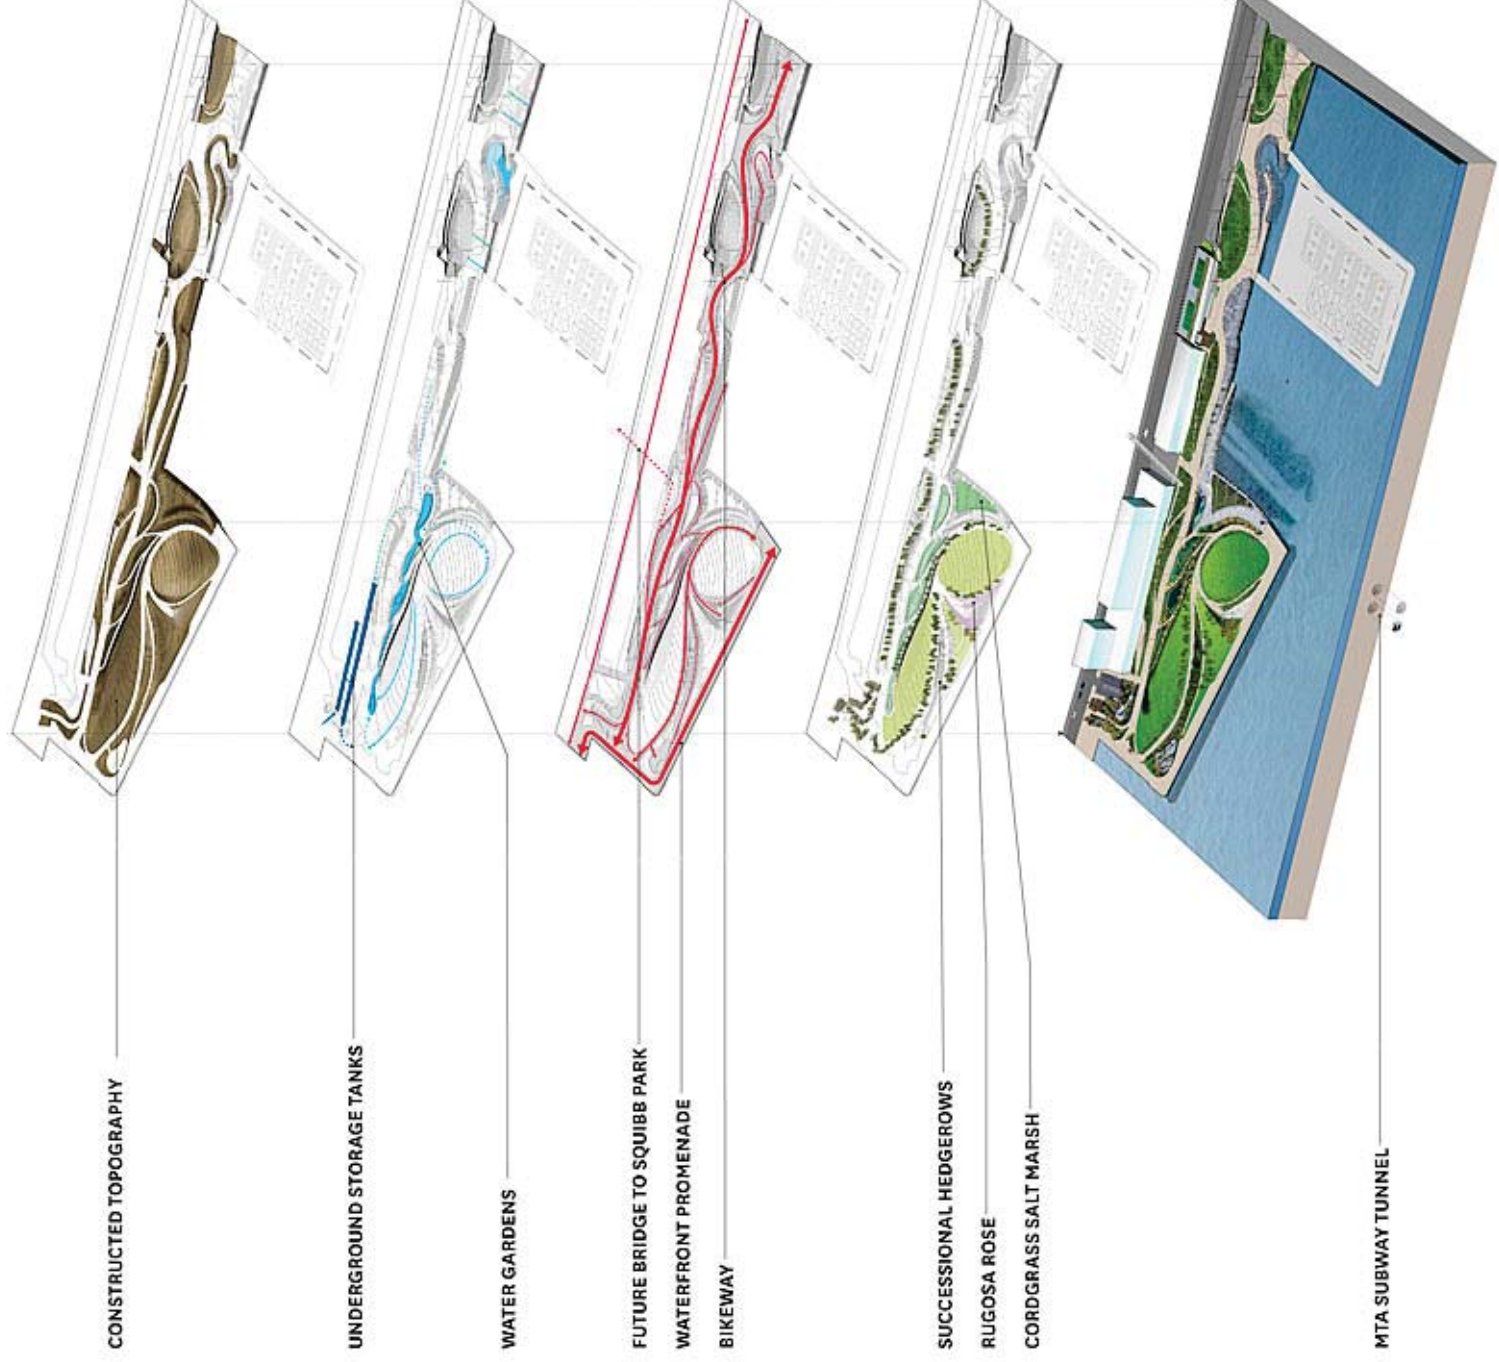 CONSTRUCTED TOPOGRAPHY
UNDERGROUND STORAGE TANKS
WATER GARDENS
FUTURE BRIDGE TO SQUIBB PARK
WATERFRONT PROMENADE
BIKEWAY
SUCCESSIONAL HEDGEROWS
RUGOSA ROSE
CORDGRASS SALT MARSH
MTA SUBWAY TUNNEL